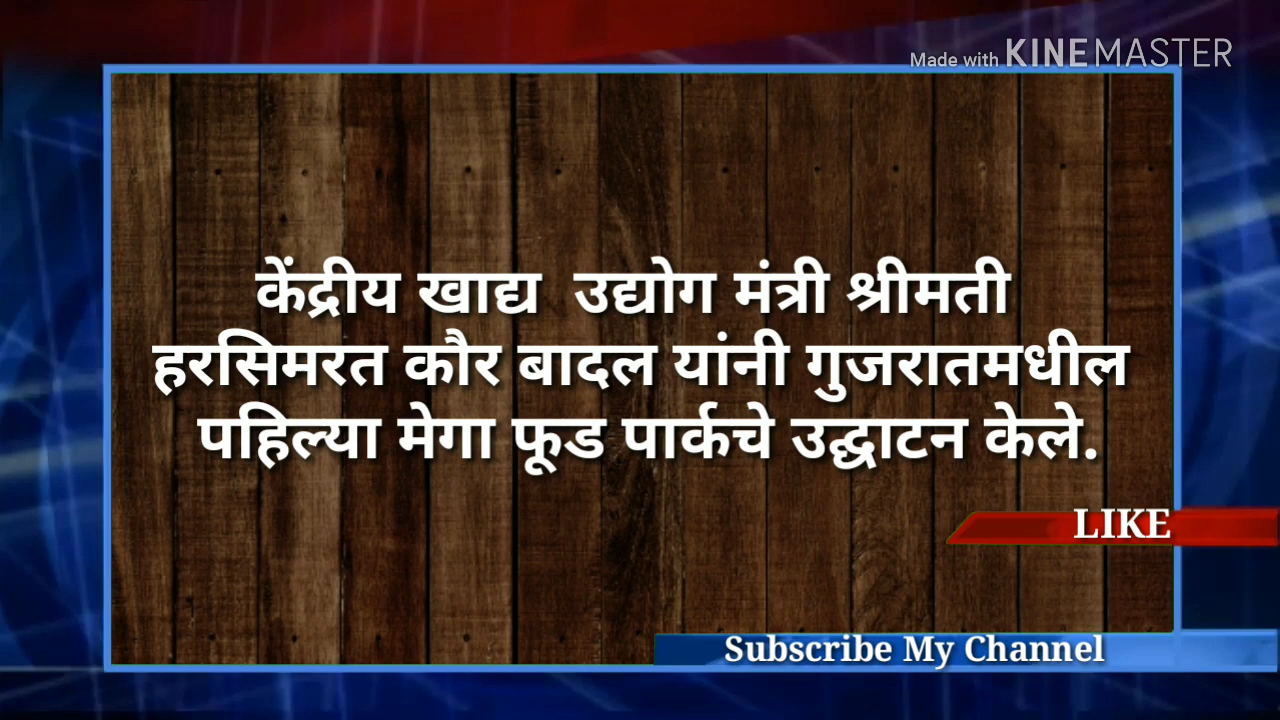 Made with KINEMASTER
केंद्रीय खाद्य उद्योग मंत्री श्रीमती
हरसिमरत कौर बादल यांनी गुजरातमधील
पहिल्या मेगा फूड पार्कचे उद्घाटन केले.
LIKE
Subscribe My Channel